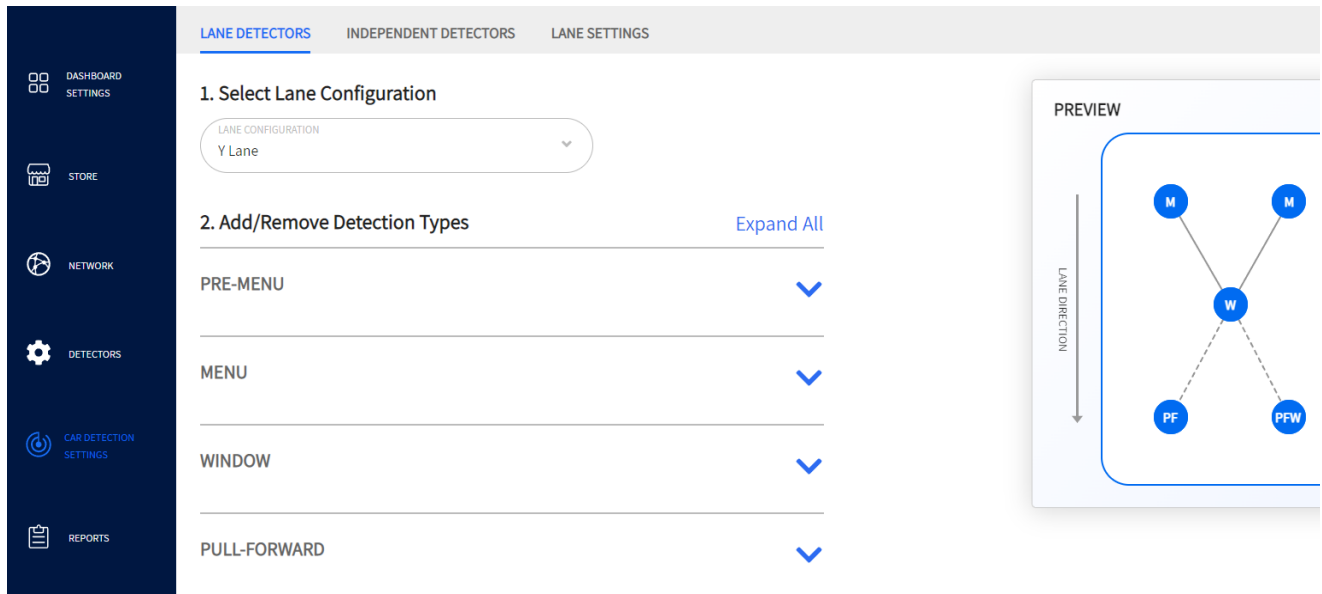 LANE DETECTORS
INDEPENDENT DETECTORS
LANE SETTINGS
DASHBOARD
SETTINGS
STORE
NETWORK
DETECTORS
CAR DETECTION
SETTINGS
REPORTS
1. Select Lane Configuration
LANE CONFIGURATION
Y Lane
2. Add/Remove Detection Types
Expand All
PRE-MENU
MENU
WINDOW
PULL-FORWARD
PREVIEW
LANE DIRECTION
M
M
W
PF
PFW